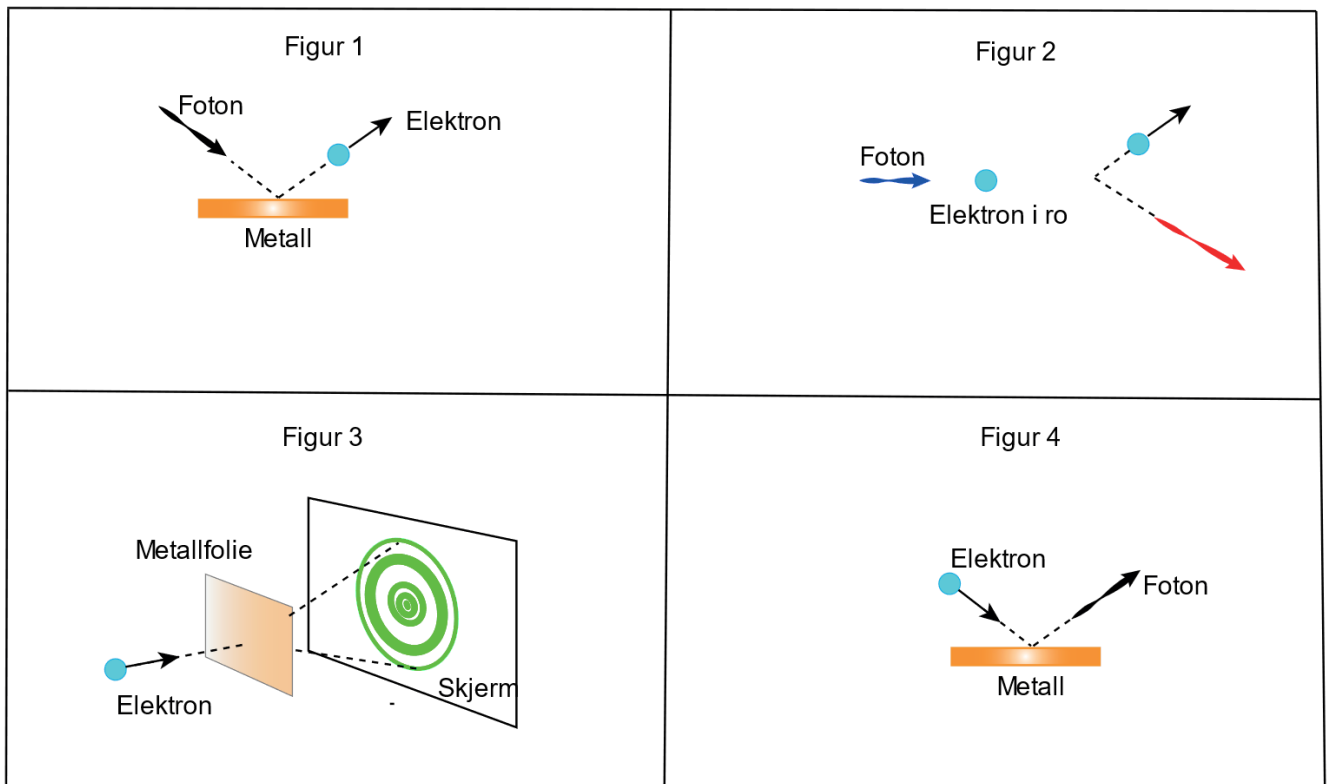 Figur 1
Foton
Elektron
Metall
Figur 2
Foton
Elektron i ro
Figur 3
Metallfolie
Elektron
Skjerm
Figur 4
Elektron
Foton
Metall